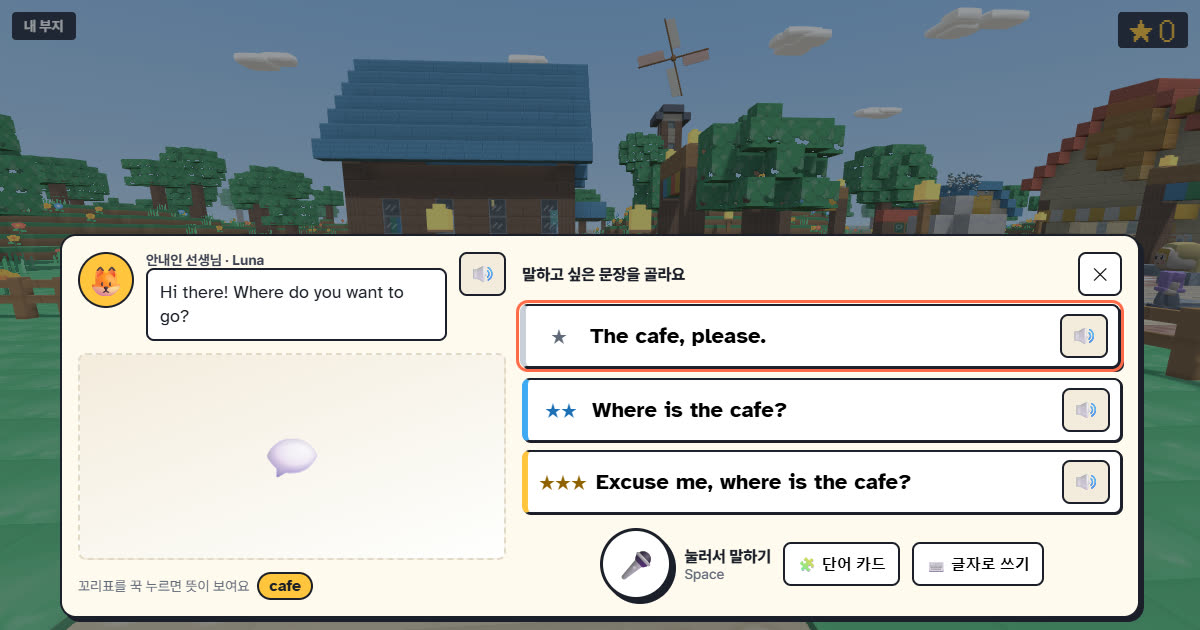 내 부지
★ 0
안내인 선생님 · Luna
Hi there! Where do you want to
go?
꼬리표를 꾹 누르면 뜻이 보여요
cafe
말하고 싶은 문장을 골라요
★ The cafe, please.
★★ Where is the cafe?
★★★ Excuse me, where is the cafe?
눌러서 말하기
Space
단어 카드
글자로 쓰기